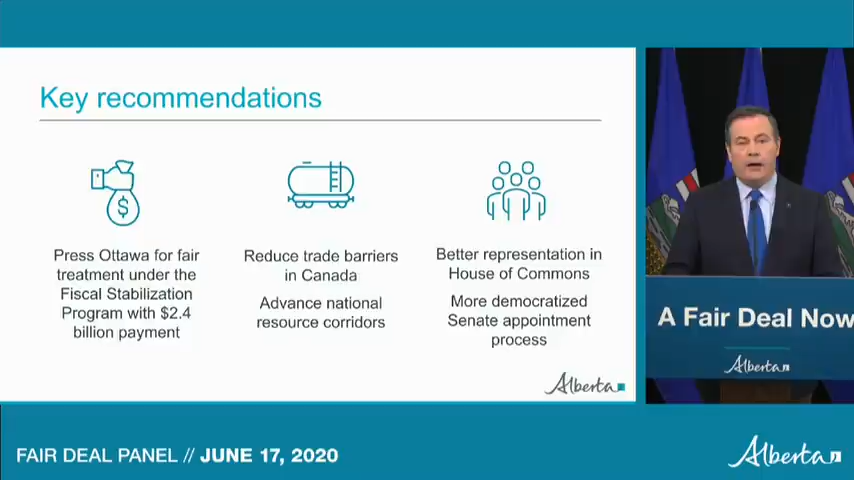 Key recommendations
Press Ottawa for fair
treatment under the
Fiscal Stabilization
Program with $2.4
billion payment
Reduce trade barriers
in Canada
Advance national
resource corridors
Better representation in
House of Commons
More democratized
Senate appointment
process
Alberta
A Fair Deal Now
Alberta
FAIR DEAL PANEL // JUNE 17, 2020
Alberta